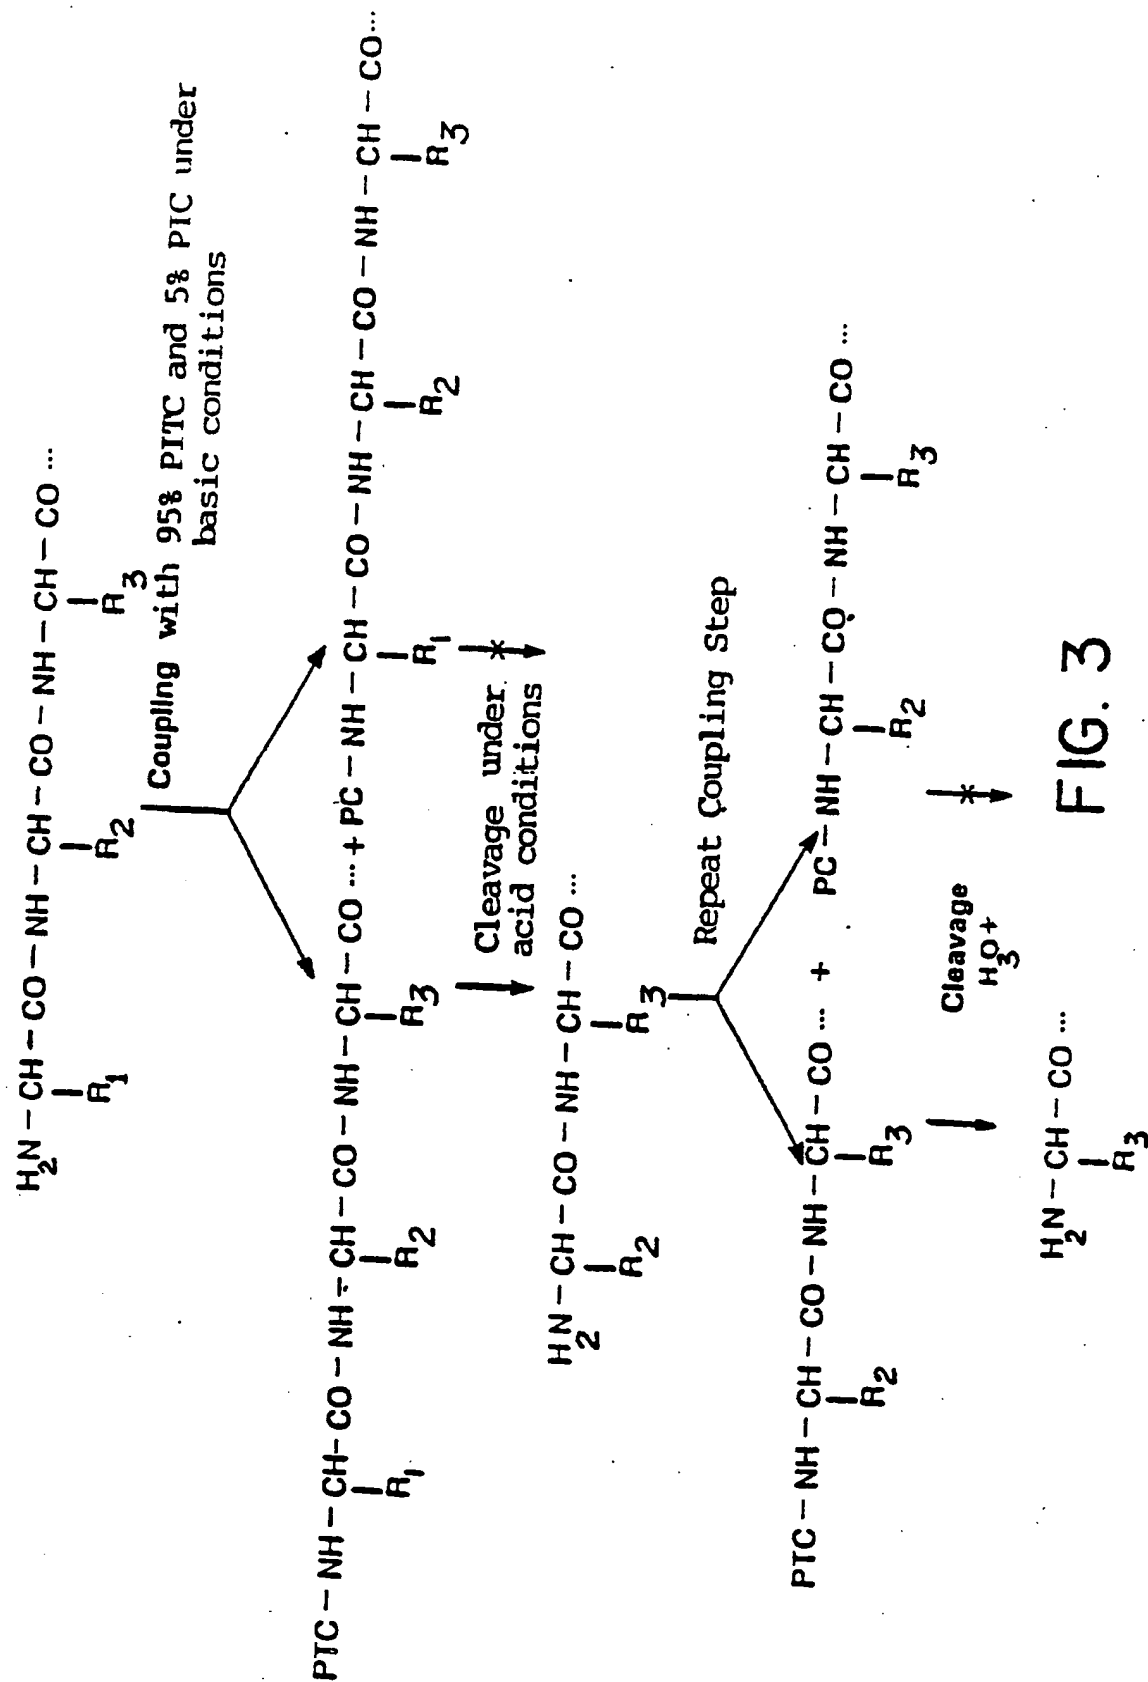 H2N–CH–CO–NH–CH–CO–NH–CH–CO...
R1 R2 R3
Coupling with 95% PITC and 5% PIC under
basic conditions
PTC–NH–CH–CO–NH–CH–CO–NH–CH–CO...+PC–NH–CH–CO–NH–CH–CO–NH–CH–CO...
R1 R2 R3 R1 R2 R3
Cleavage under
acid conditions
H2N–CH–CO–NH–CH–CO...
R2 R3
Repeat Coupling Step
PTC–NH–CH–CO–NH–CH–CO... + PC–NH–CH–CO–NH–CH–CO...
R2 R3 R2 R3
Cleavage
H3O+
H2N–CH–CO...
R3
FIG. 3